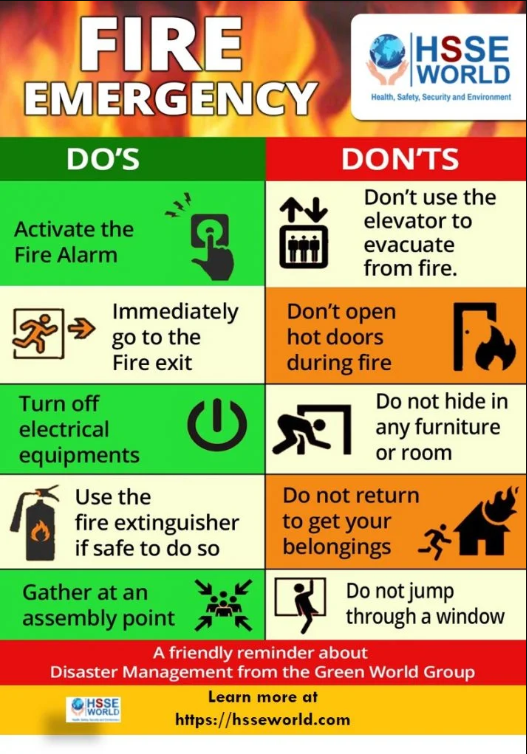 FIRE
EMERGENCY
HSSE
WORLD
Health, Safety, Security and Environment
DO'S
DON'TS
Activate the
Fire Alarm
Don't use the
elevator to
evacuate
from fire.
Immediately
go to the
Fire exit
Don't open
hot doors
during fire
Turn off
electrical
equipments
Do not hide in
any furniture
or room
Use the
fire extinguisher
if safe to do so
Do not return
to get your
belongings
Gather at an
assembly point
Do not jump
through a window
A friendly reminder about
Disaster Management from the Green World Group
HSSE
WORLD
Learn more at
https://hsseworld.com